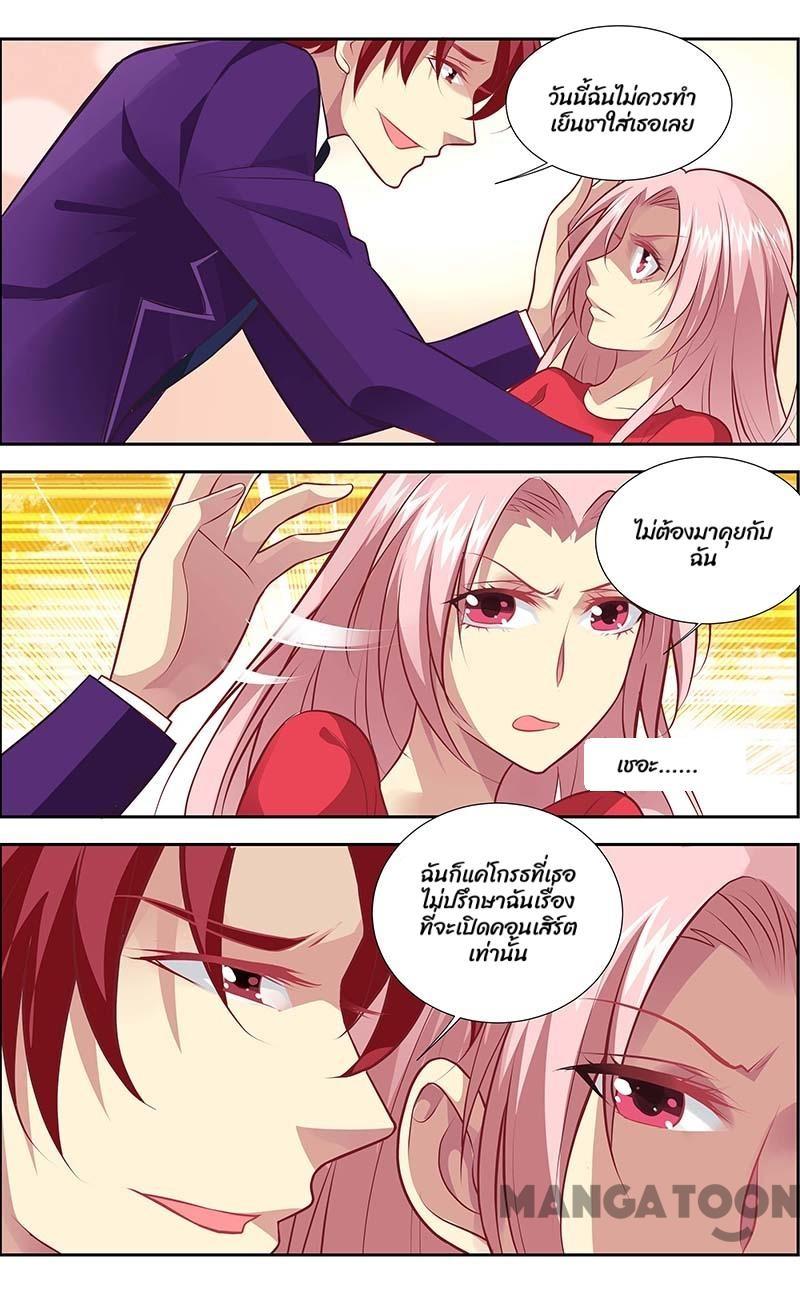 วันนี้ฉันไม่ควรทำ
เย็นชาใส่เธอเลย
ไม่ต้องมาคุยกับ
ฉัน
เชอะ......
ฉันก็แค่โกรธที่เธอ
ไม่ปรึกษาฉันเรื่อง
ที่จะเปิดคอนเสิร์ต
เท่านั้น
MANGATOON